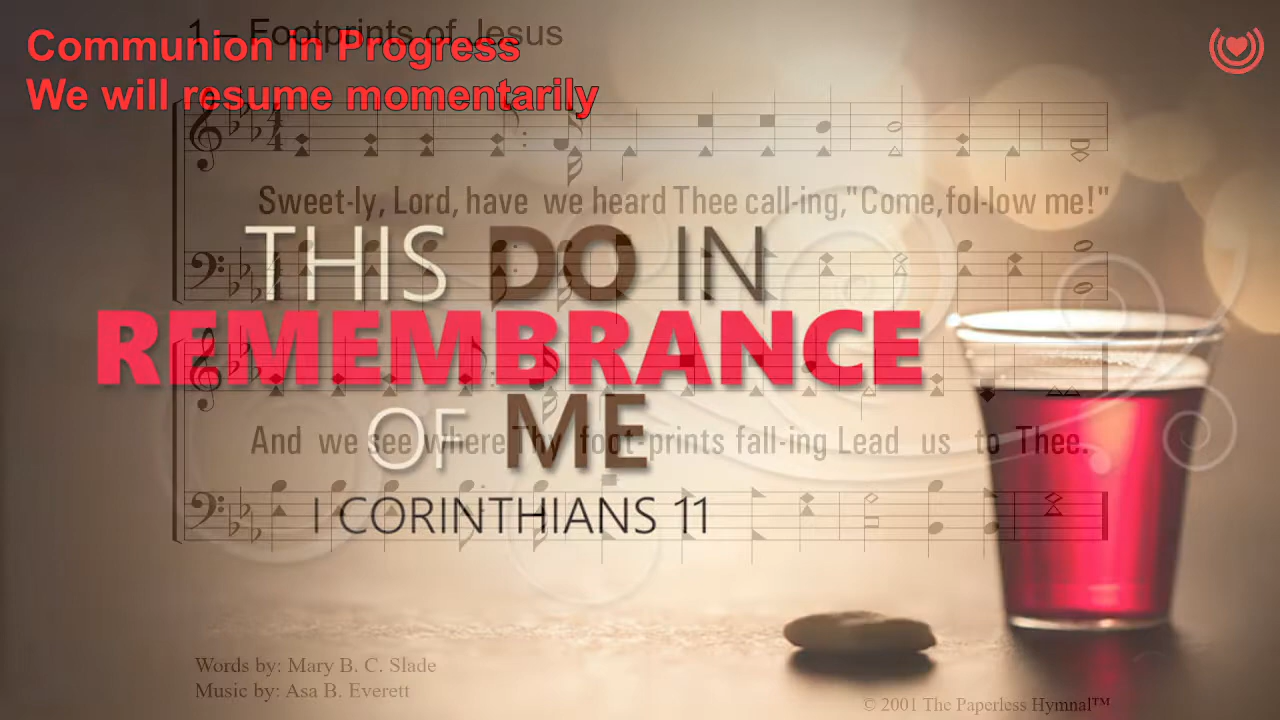 1 – Footprints of Jesus
Communion in Progress
We will resume momentarily
Sweet-ly, Lord, have we heard Thee call-ing,"Come, fol-low me!"
THIS DO IN
REMEMBRANCE
And we see where Thy foot-prints fall-ing Lead us to Thee.
OF ME
I CORINTHIANS 11
Words by: Mary B. C. Slade
Music by: Asa B. Everett
© 2001 The Paperless Hymnal™